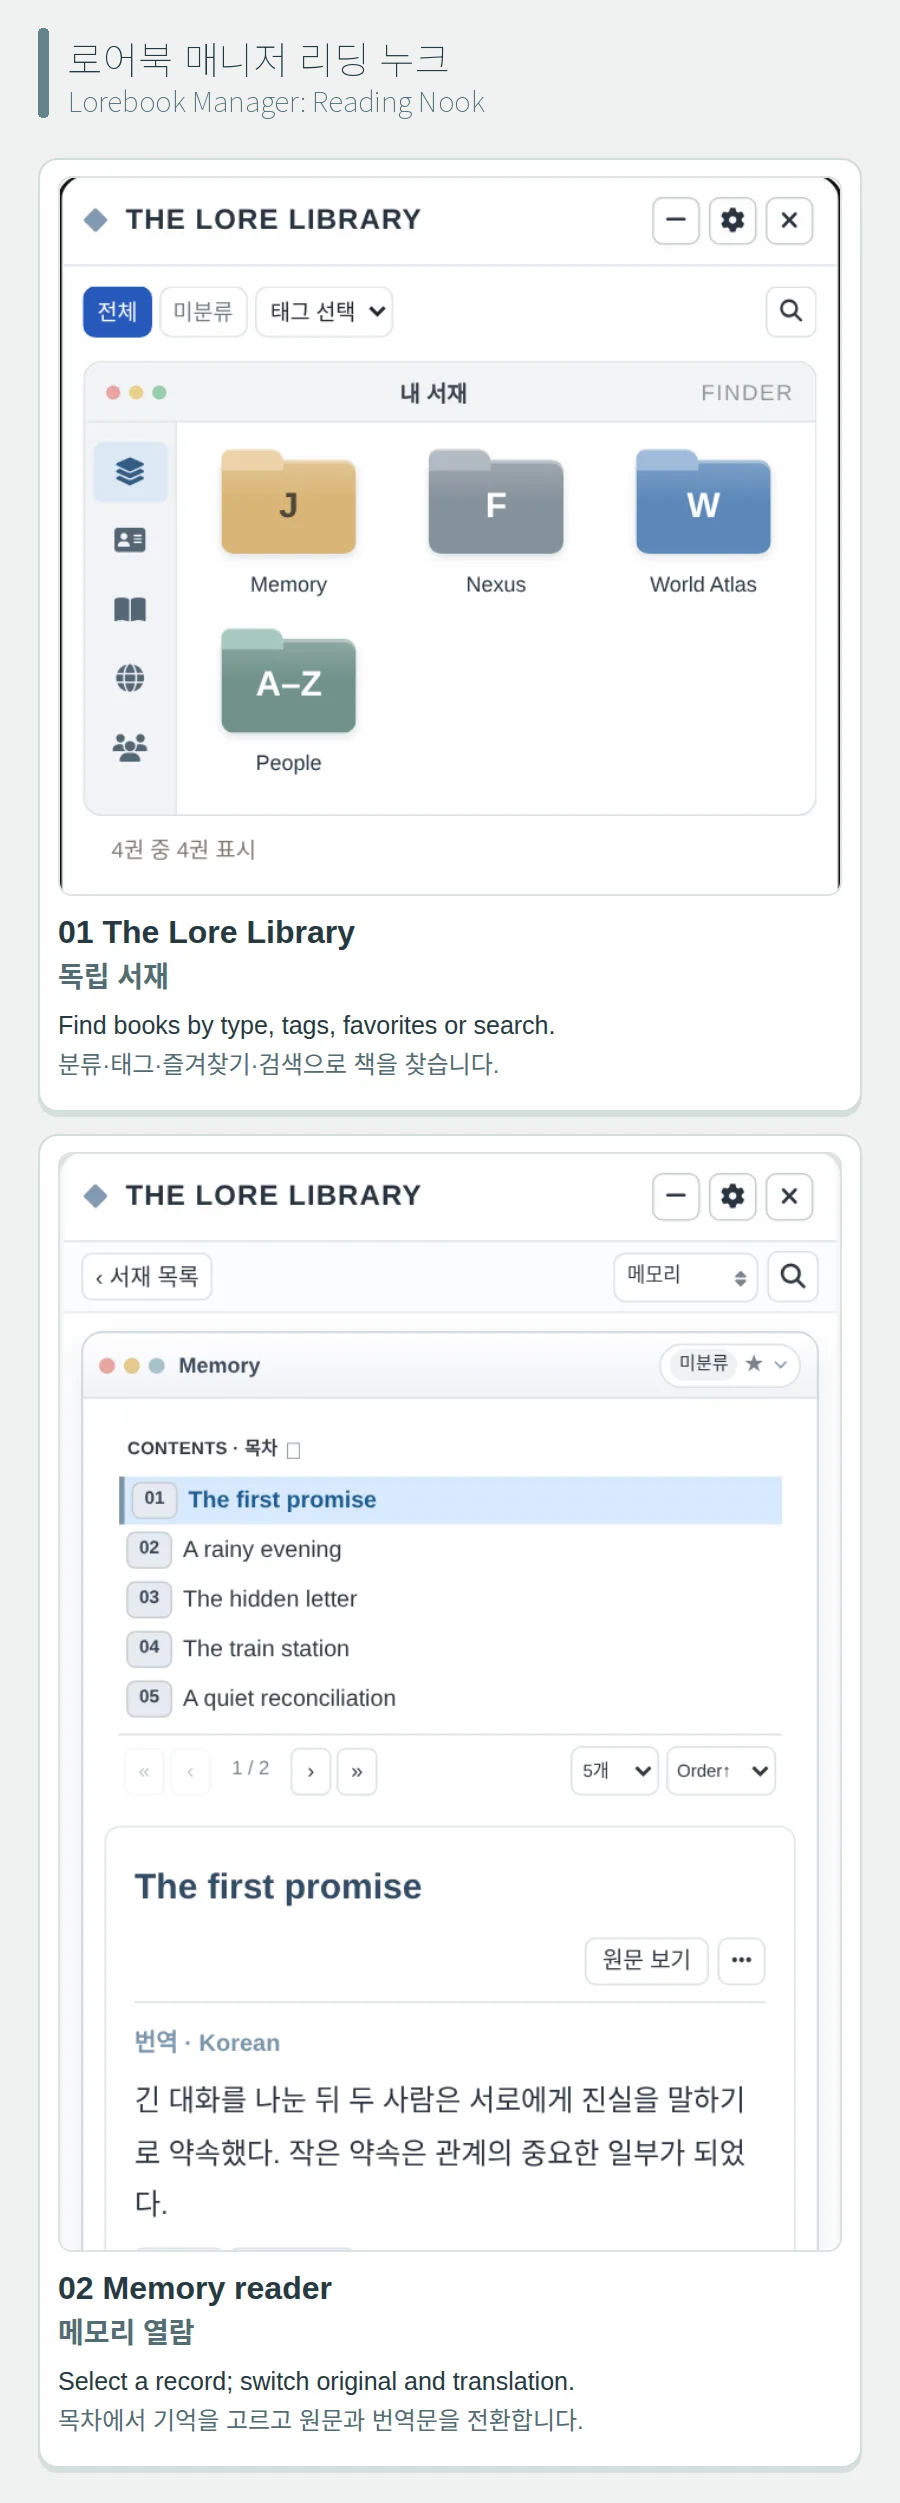 로어북 매니저 리딩 누크
Lorebook Manager: Reading Nook
THE LORE LIBRARY
전체 미분류 태그 선택
내 서재 FINDER
J F W
Memory Nexus World Atlas
A–Z
People
4권 중 4권 표시
01 The Lore Library
독립 서재
Find books by type, tags, favorites or search.
분류·태그·즐겨찾기·검색으로 책을 찾습니다.
THE LORE LIBRARY
‹ 서재 목록 메모리
Memory 미분류 ★
CONTENTS · 목차
01 The first promise
02 A rainy evening
03 The hidden letter
04 The train station
05 A quiet reconciliation
« ‹ 1 / 2 › » 5개 Order↑
The first promise
원문 보기 •••
번역 · Korean
긴 대화를 나눈 뒤 두 사람은 서로에게 진실을 말하기
로 약속했다. 작은 약속은 관계의 중요한 일부가 되었
다.
02 Memory reader
메모리 열람
Select a record; switch original and translation.
목차에서 기억을 고르고 원문과 번역문을 전환합니다.